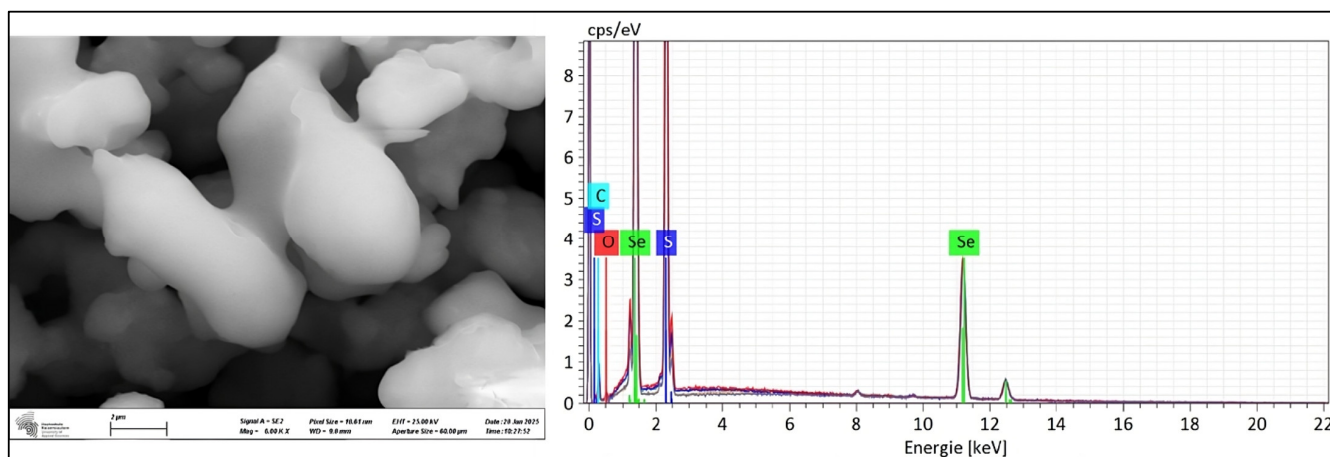 cps/eV
8
7
6
5
4
3
2
1
0
C
S
O
Se
S
Se
0 2 4 6 8 10 12 14 16 18 20 22
Energie [keV]
2 µm
Signal A = SE2
Pixel Size = 18.61 nm
EHT = 25.00 kV
Date :28 Jan 2025
Mag = 6.00 K X
WD = 9.0 mm
Aperture Size = 60.00 µm
Time :10:27:52